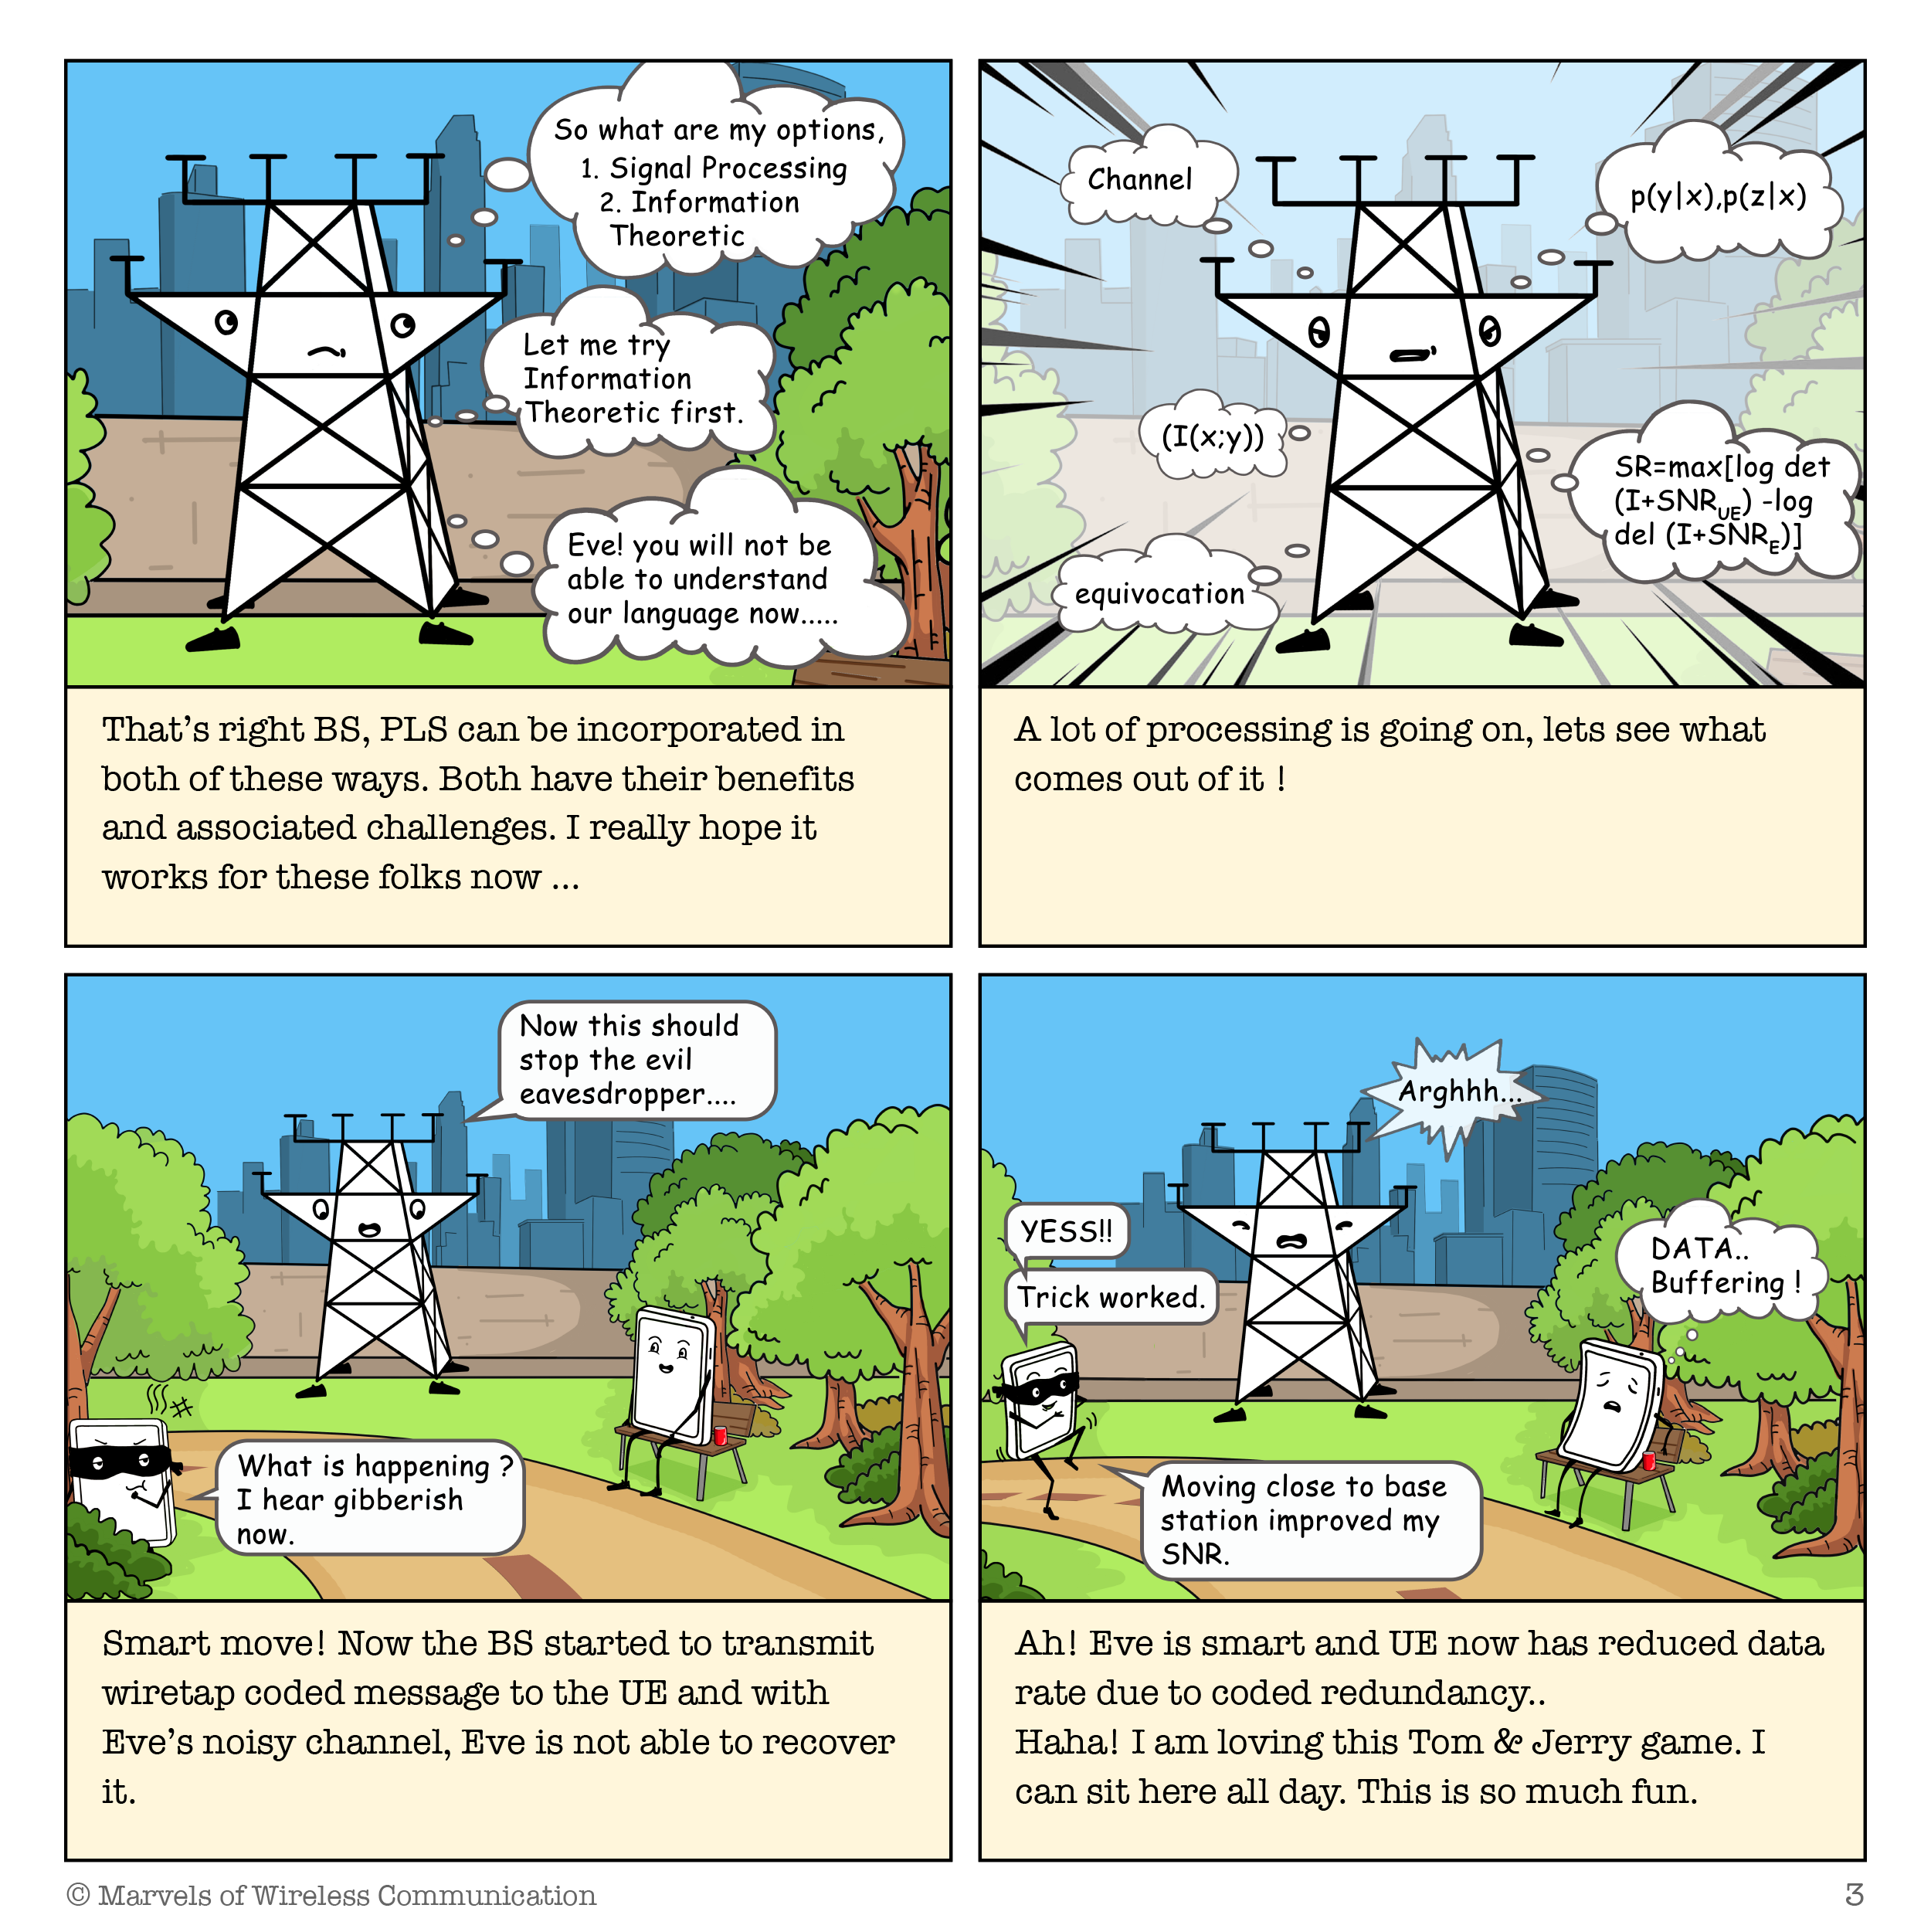 So what are my options,
1. Signal Processing
2. Information
Theoretic
Let me try
Information
Theoretic first.
Eve! you will not be
able to understand
our language now.....
That's right BS, PLS can be incorporated in
both of these ways. Both have their benefits
and associated challenges. I really hope it
works for these folks now ...
Channel
p(y|x),p(z|x)
(I(x;y))
SR=max[log det
(I+SNR_UE) -log
del (I+SNR_E)]
equivocation
A lot of processing is going on, lets see what
comes out of it !
Now this should
stop the evil
eavesdropper....
What is happening ?
I hear gibberish
now.
Smart move! Now the BS started to transmit
wiretap coded message to the UE and with
Eve's noisy channel, Eve is not able to recover
it.
Arghhh...
YESS!!
Trick worked.
DATA..
Buffering !
Moving close to base
station improved my
SNR.
Ah! Eve is smart and UE now has reduced data
rate due to coded redundancy..
Haha! I am loving this Tom & Jerry game. I
can sit here all day. This is so much fun.
© Marvels of Wireless Communication
3